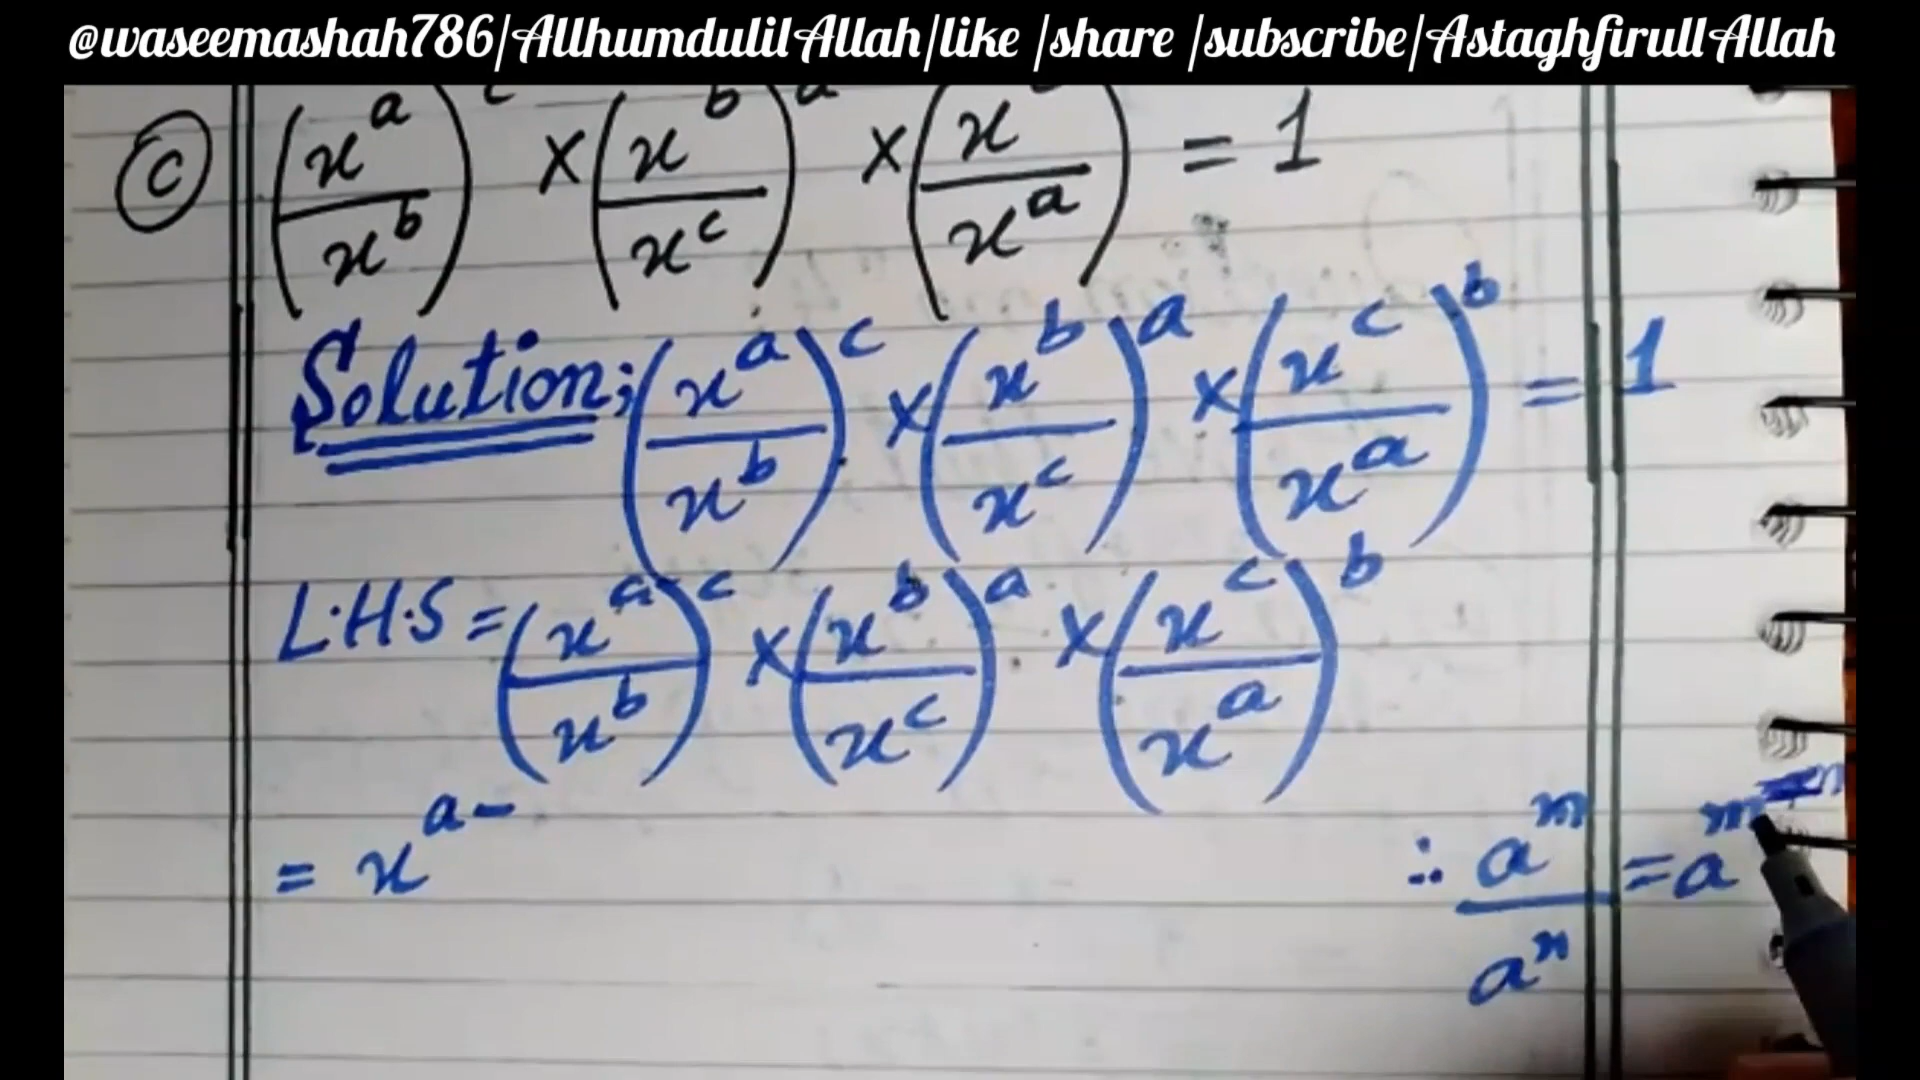 @waseemashah786/AllhumdulilAllah/like /share /subscribe/AstaghfirullAllah
(c) (x^a/x^b)^c × (x^b/x^c)^a × (x/x^a) = 1
Solution; (x^a/x^b)^c × (x^b/x^c)^a × (x^c/x^a)^b = 1
L.H.S = (x^a/x^b)^c × (x^b/x^c)^a × (x^c/x^a)^b
= x^(a-) ∴ a^m/a^n = a^(m-n)